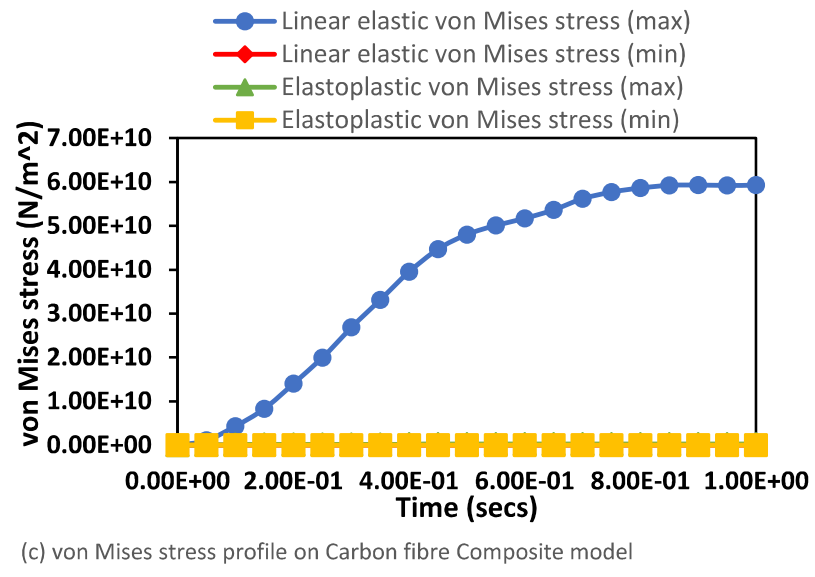 Linear elastic von Mises stress (max)
Linear elastic von Mises stress (min)
Elastoplastic von Mises stress (max)
Elastoplastic von Mises stress (min)
von Mises stress (N/m^2)
7.00E+10
6.00E+10
5.00E+10
4.00E+10
3.00E+10
2.00E+10
1.00E+10
0.00E+00
0.00E+00 2.00E-01 4.00E-01 6.00E-01 8.00E-01 1.00E+00
Time (secs)
(c) von Mises stress profile on Carbon fibre Composite model